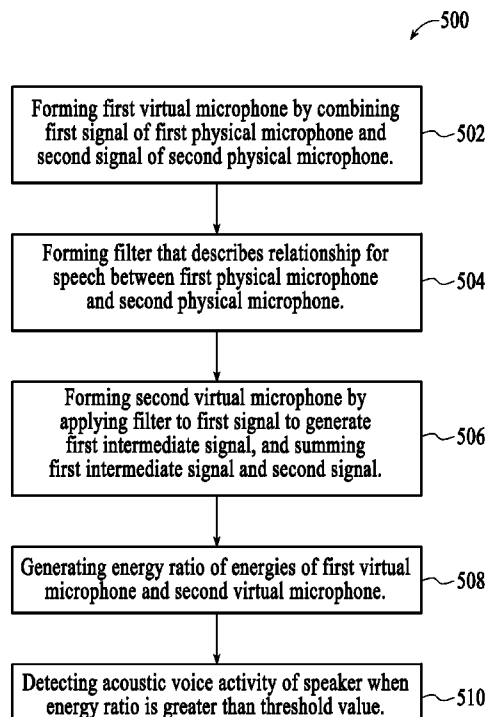 500
Forming first virtual microphone by combining
first signal of first physical microphone and
second signal of second physical microphone.
502
Forming filter that describes relationship for
speech between first physical microphone
and second physical microphone.
504
Forming second virtual microphone by
applying filter to first signal to generate
first intermediate signal, and summing
first intermediate signal and second signal.
506
Generating energy ratio of energies of first virtual
microphone and second virtual microphone.
508
Detecting acoustic voice activity of speaker when
energy ratio is greater than threshold value.
510